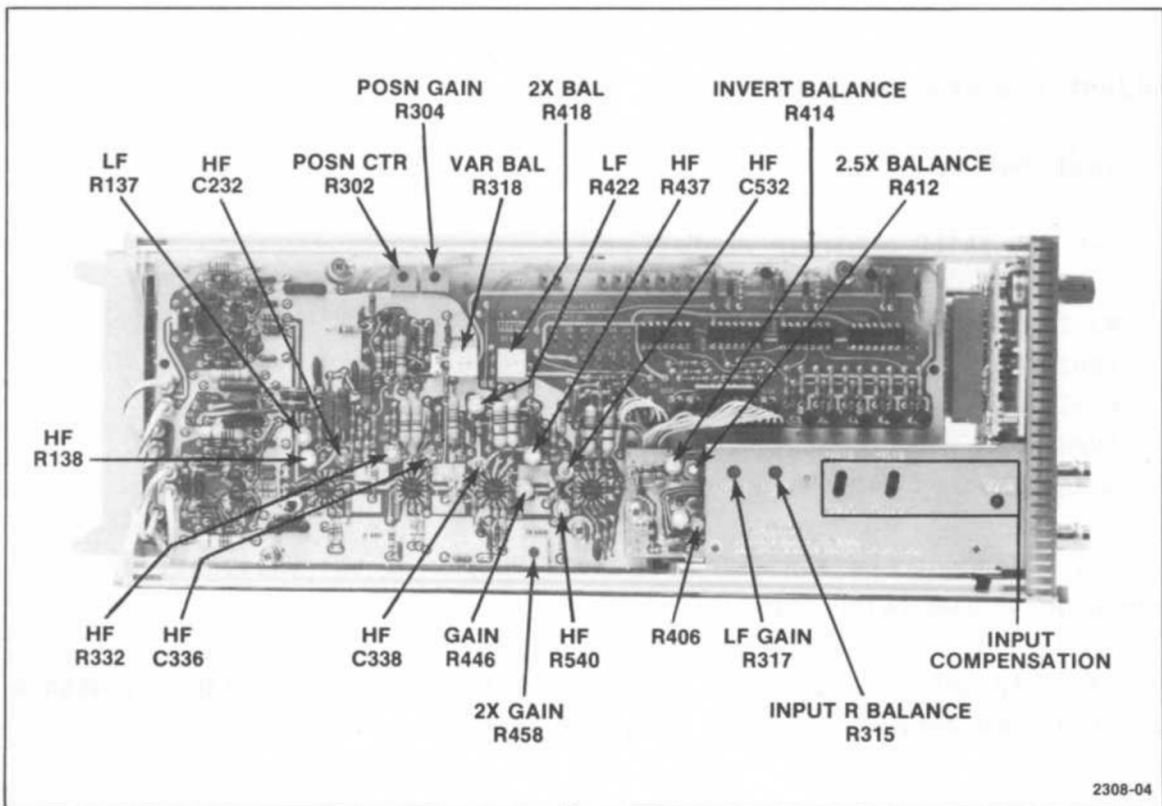 POSN GAIN
R304
2X BAL
R418
INVERT BALANCE
R414
LF
R137
HF
C232
POSN CTR
R302
VAR BAL
R318
LF
R422
HF
R437
HF
C532
2.5X BALANCE
R412
HF
R138
HF
R332
HF
C336
HF
C338
GAIN
R446
HF
R540
R406
LF GAIN
R317
INPUT
COMPENSATION
2X GAIN
R458
INPUT R BALANCE
R315
2308-04